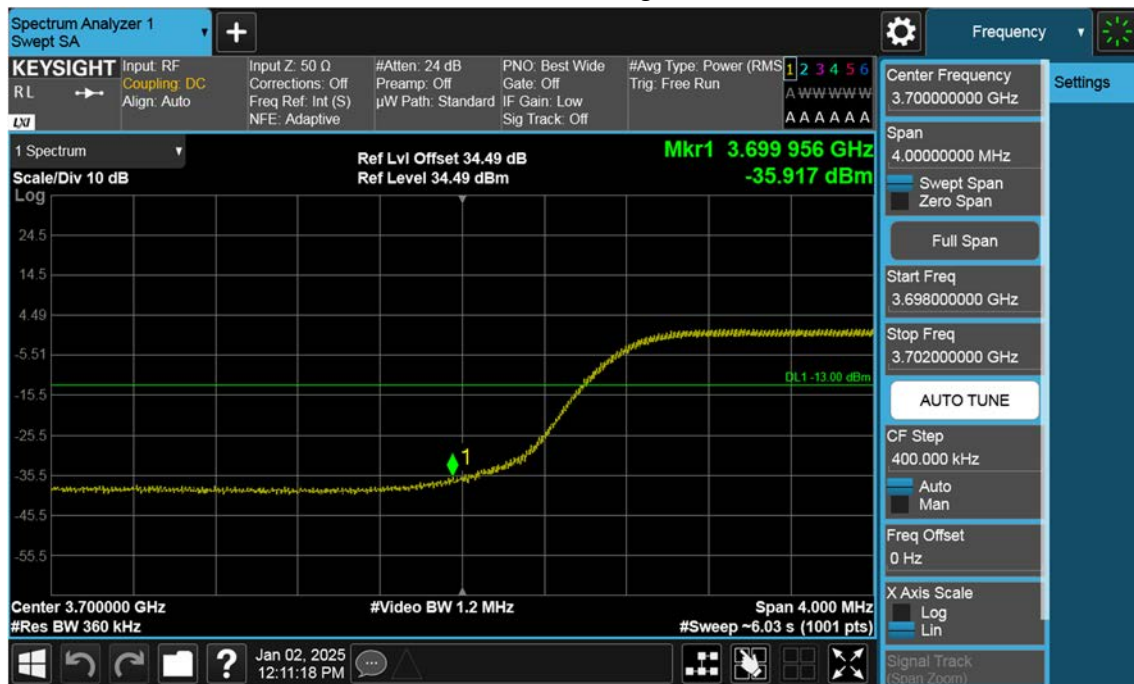 Spectrum Analyzer 1
Swept SA
Frequency
KEYSIGHT
RL
LXI
Input: RF
Coupling: DC
Align: Auto
Input Z: 50 Ω
Corrections: Off
Freq Ref: Int (S)
NFE: Adaptive
#Atten: 24 dB
Preamp: Off
µW Path: Standard
PNO: Best Wide
Gate: Off
IF Gain: Low
Sig Track: Off
#Avg Type: Power (RMS
Trig: Free Run
1 2 3 4 5 6
A W W W W W
A A A A A A
1 Spectrum
Scale/Div 10 dB
Ref Lvl Offset 34.49 dB
Ref Level 34.49 dBm
Mkr1 3.699 956 GHz
-35.917 dBm
Log
24.5
14.5
4.49
-5.51
-15.5
-25.5
-35.5
-45.5
-55.5
DL1 -13.00 dBm
1
Center 3.700000 GHz
#Res BW 360 kHz
#Video BW 1.2 MHz
Span 4.000 MHz
#Sweep ~6.03 s (1001 pts)
Center Frequency
3.700000000 GHz
Settings
Span
4.00000000 MHz
Swept Span
Zero Span
Full Span
Start Freq
3.698000000 GHz
Stop Freq
3.702000000 GHz
AUTO TUNE
CF Step
400.000 kHz
Auto
Man
Freq Offset
0 Hz
X Axis Scale
Log
Lin
Signal Track
(Span Zoom)
?
Jan 02, 2025
12:11:18 PM